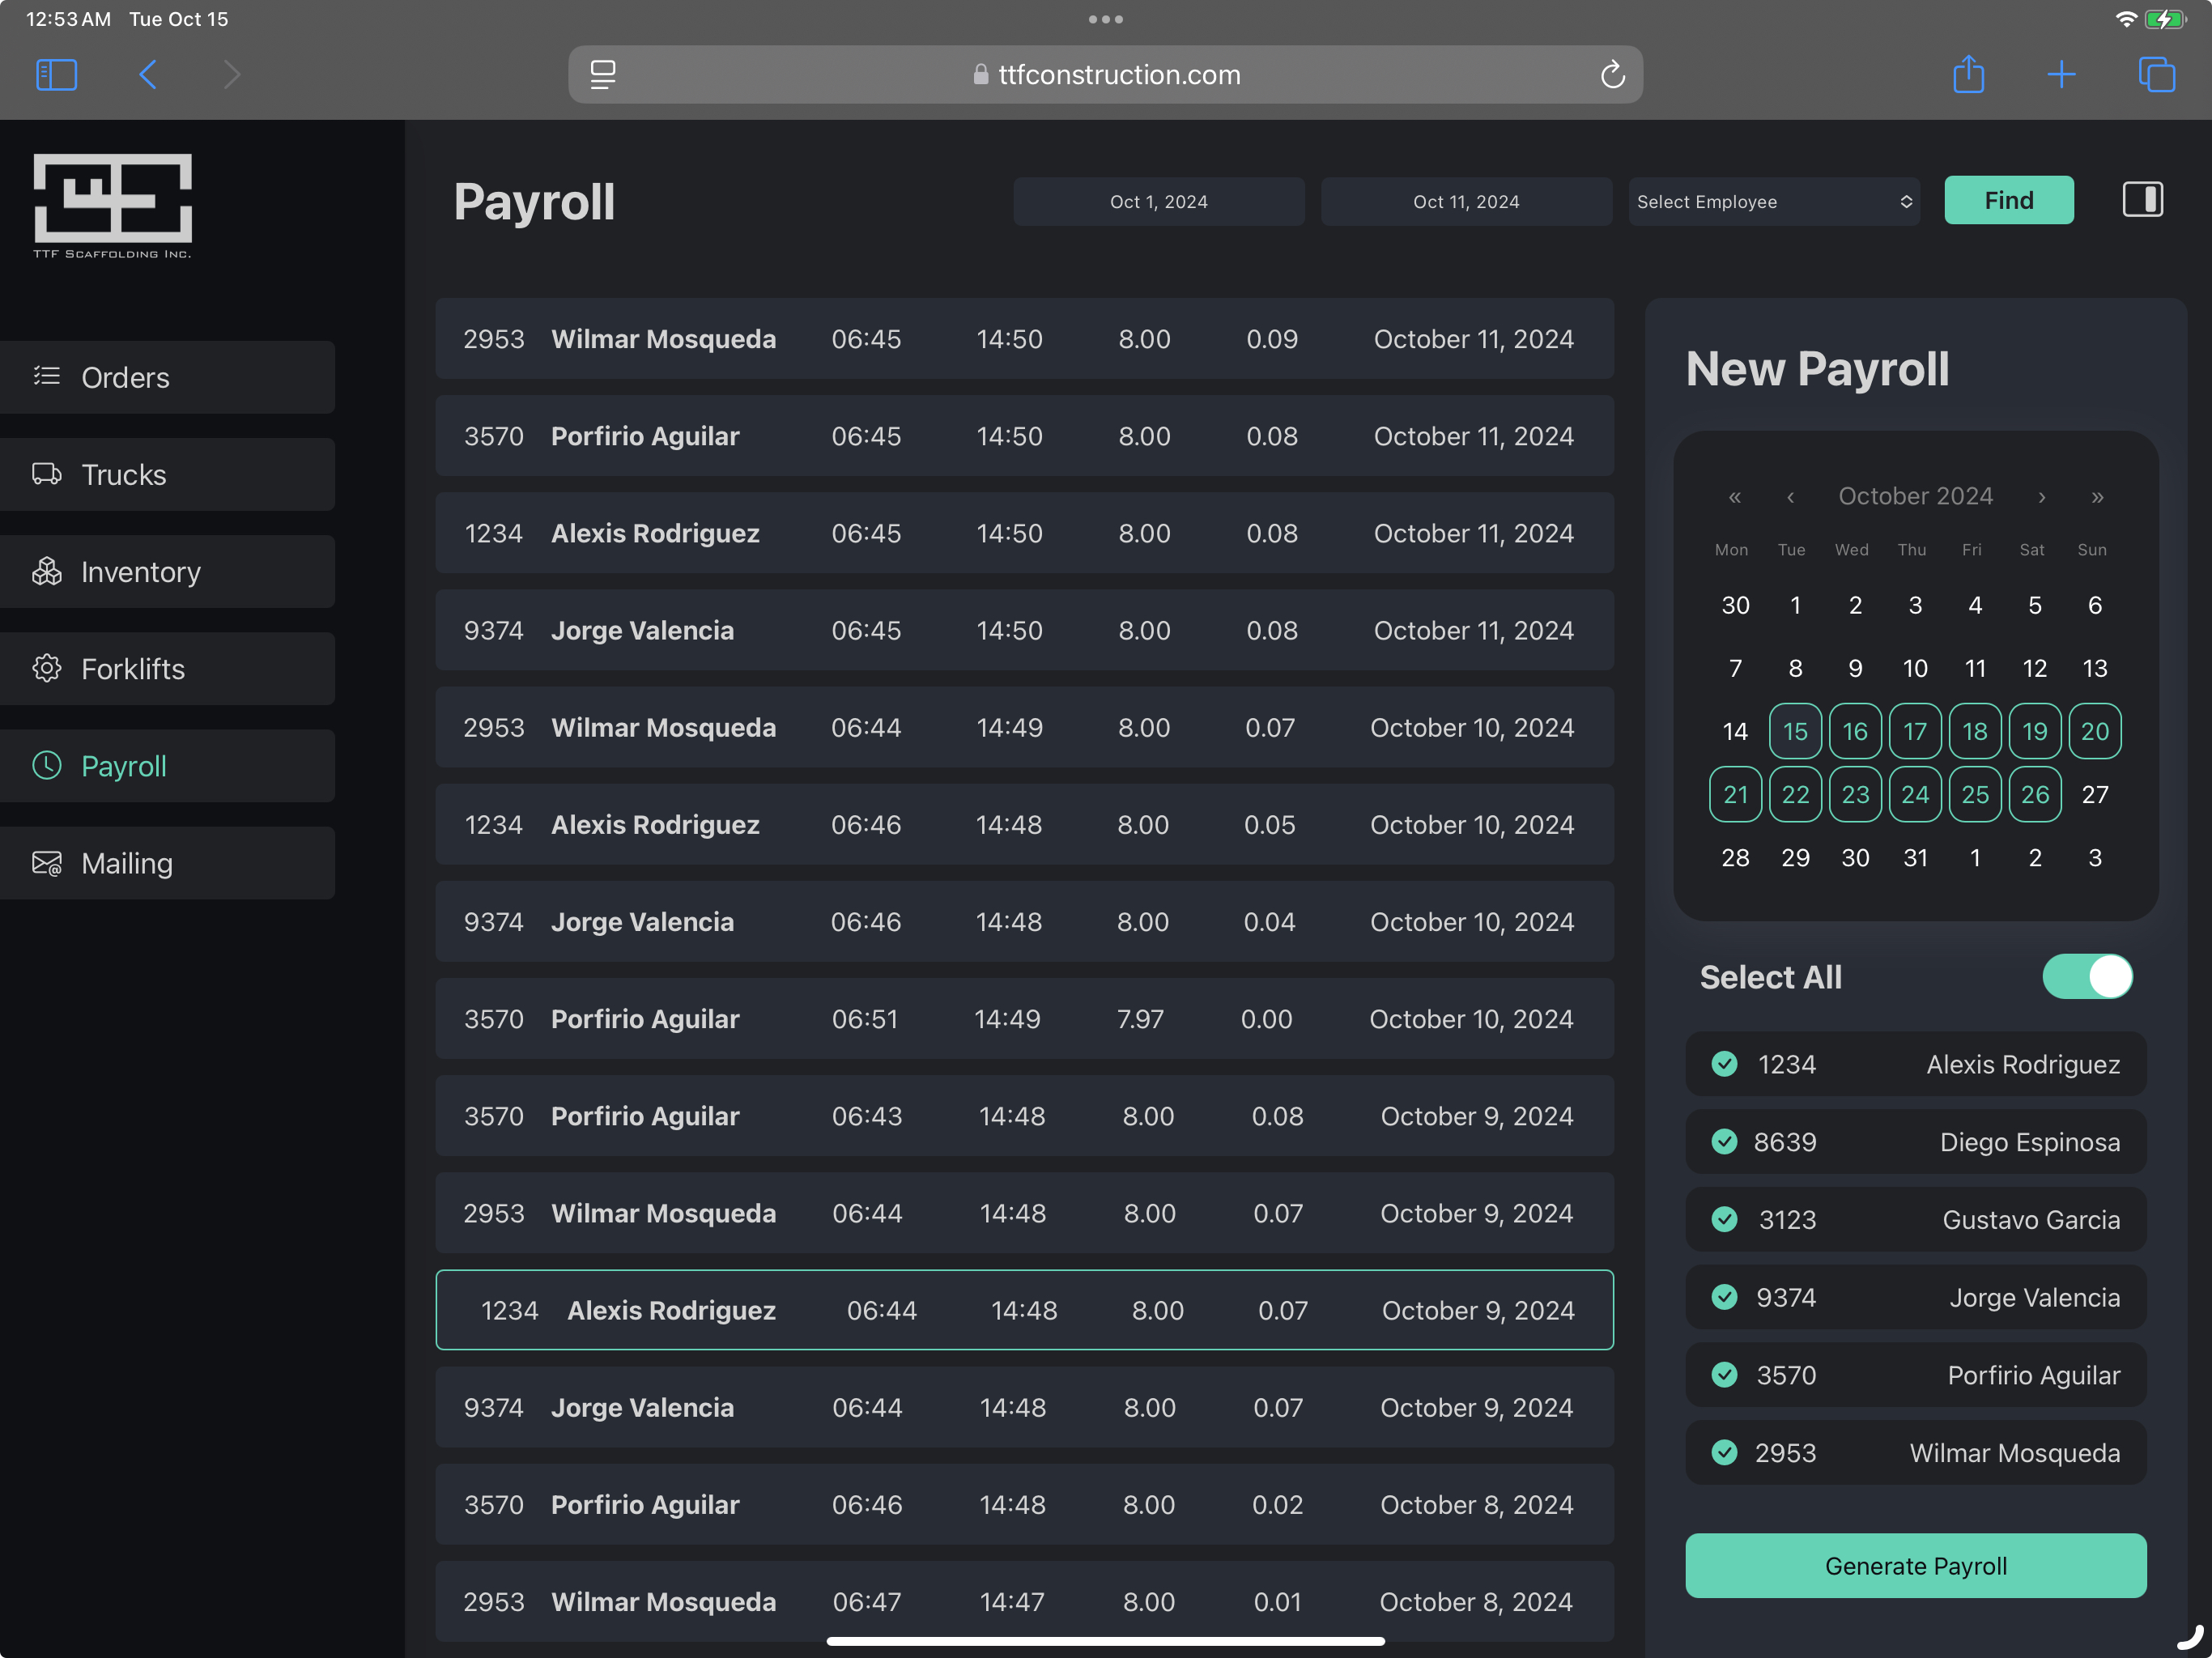 12:53 AM Tue Oct 15
ttfconstruction.com
TTF Scaffolding Inc.
Orders
Trucks
Inventory
Forklifts
Payroll
Mailing
Payroll
Oct 1, 2024
Oct 11, 2024
Select Employee
Find
2953 Wilmar Mosqueda 06:45 14:50 8.00 0.09 October 11, 2024
3570 Porfirio Aguilar 06:45 14:50 8.00 0.08 October 11, 2024
1234 Alexis Rodriguez 06:45 14:50 8.00 0.08 October 11, 2024
9374 Jorge Valencia 06:45 14:50 8.00 0.08 October 11, 2024
2953 Wilmar Mosqueda 06:44 14:49 8.00 0.07 October 10, 2024
1234 Alexis Rodriguez 06:46 14:48 8.00 0.05 October 10, 2024
9374 Jorge Valencia 06:46 14:48 8.00 0.04 October 10, 2024
3570 Porfirio Aguilar 06:51 14:49 7.97 0.00 October 10, 2024
3570 Porfirio Aguilar 06:43 14:48 8.00 0.08 October 9, 2024
2953 Wilmar Mosqueda 06:44 14:48 8.00 0.07 October 9, 2024
1234 Alexis Rodriguez 06:44 14:48 8.00 0.07 October 9, 2024
9374 Jorge Valencia 06:44 14:48 8.00 0.07 October 9, 2024
3570 Porfirio Aguilar 06:46 14:48 8.00 0.02 October 8, 2024
2953 Wilmar Mosqueda 06:47 14:47 8.00 0.01 October 8, 2024
New Payroll
« ‹ October 2024 › »
Mon Tue Wed Thu Fri Sat Sun
30 1 2 3 4 5 6
7 8 9 10 11 12 13
14 15 16 17 18 19 20
21 22 23 24 25 26 27
28 29 30 31 1 2 3
Select All
1234 Alexis Rodriguez
8639 Diego Espinosa
3123 Gustavo Garcia
9374 Jorge Valencia
3570 Porfirio Aguilar
2953 Wilmar Mosqueda
Generate Payroll